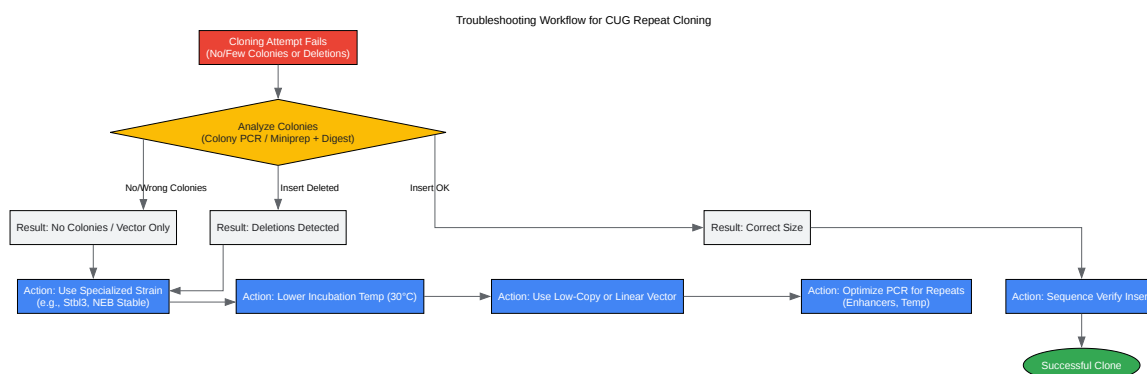 Troubleshooting Workflow for CUG Repeat Cloning
Cloning Attempt Fails
(No/Few Colonies or Deletions)
Analyze Colonies
(Colony PCR / Miniprep + Digest)
No/Wrong Colonies
Insert Deleted
Insert OK
Result: No Colonies / Vector Only
Result: Deletions Detected
Result: Correct Size
Action: Use Specialized Strain
(e.g., Stbl3, NEB Stable)
Action: Lower Incubation Temp (30°C)
Action: Use Low-Copy or Linear Vector
Action: Optimize PCR for Repeats
(Enhancers, Temp)
Action: Sequence Verify Inser
Successful Clone